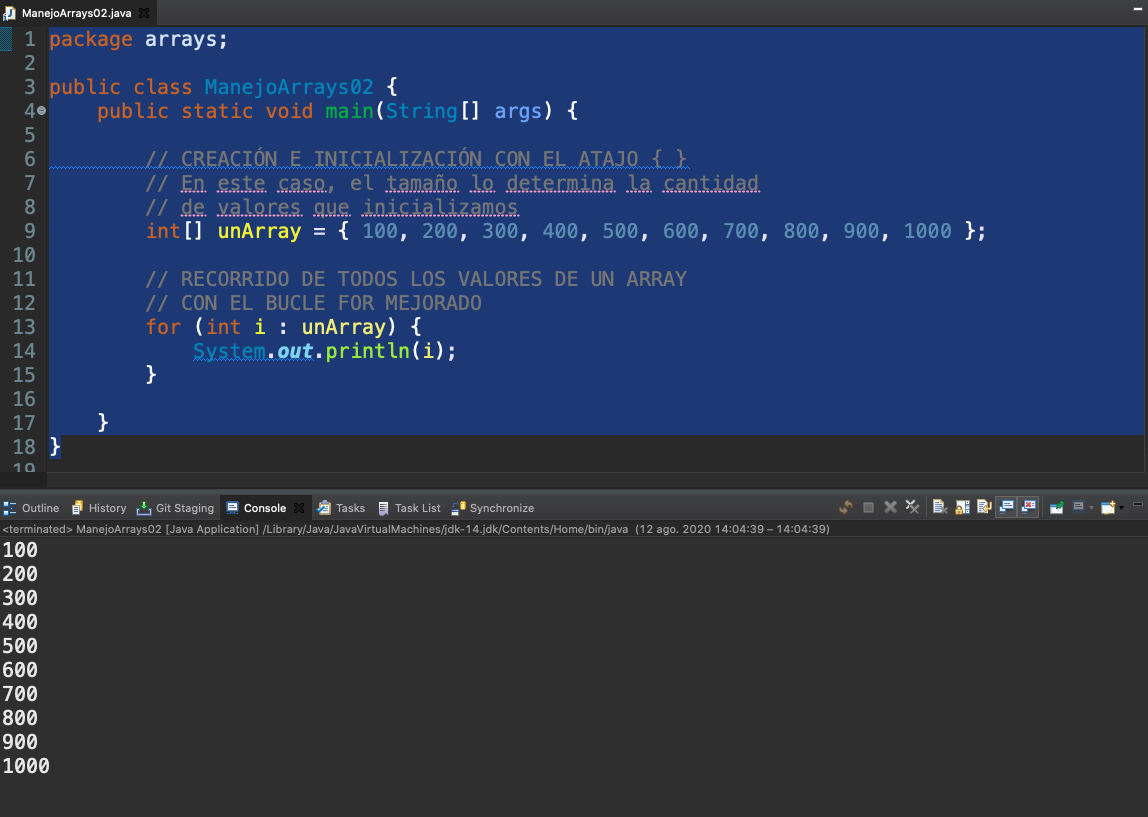 ManejoArrays02.java
1 package arrays;
2
3 public class ManejoArrays02 {
4 public static void main(String[] args) {
5
6 // CREACIÓN E INICIALIZACIÓN CON EL ATAJO { }
7 // En este caso, el tamaño lo determina la cantidad
8 // de valores que inicializamos
9 int[] unArray = { 100, 200, 300, 400, 500, 600, 700, 800, 900, 1000 };
10
11 // RECORRIDO DE TODOS LOS VALORES DE UN ARRAY
12 // CON EL BUCLE FOR MEJORADO
13 for (int i : unArray) {
14 System.out.println(i);
15 }
16
17 }
18 }
19
Outline History Git Staging Console Tasks Task List Synchronize
<terminated> ManejoArrays02 [Java Application] /Library/Java/JavaVirtualMachines/jdk-14.jdk/Contents/Home/bin/java (12 ago. 2020 14:04:39 – 14:04:39)
100
200
300
400
500
600
700
800
900
1000